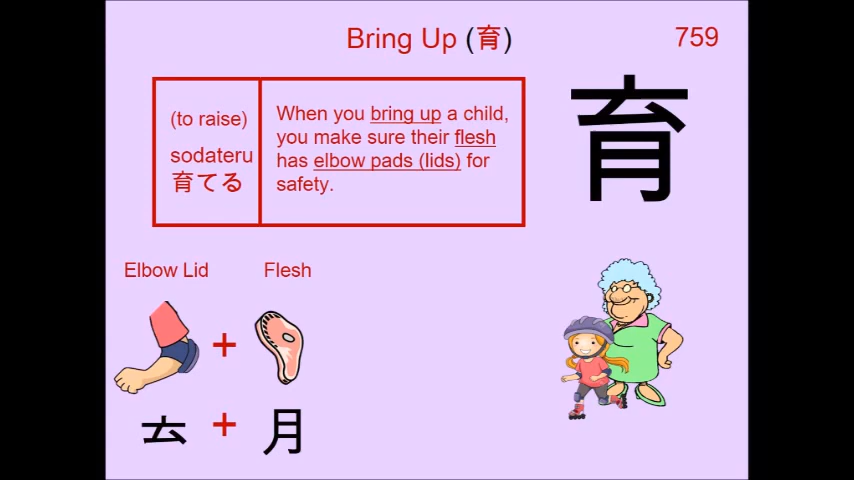 Bring Up (育)
759
(to raise)
sodateru
育てる
When you bring up a child,
you make sure their flesh
has elbow pads (lids) for
safety.
育
Elbow Lid
Flesh
+
𠫓 + 月